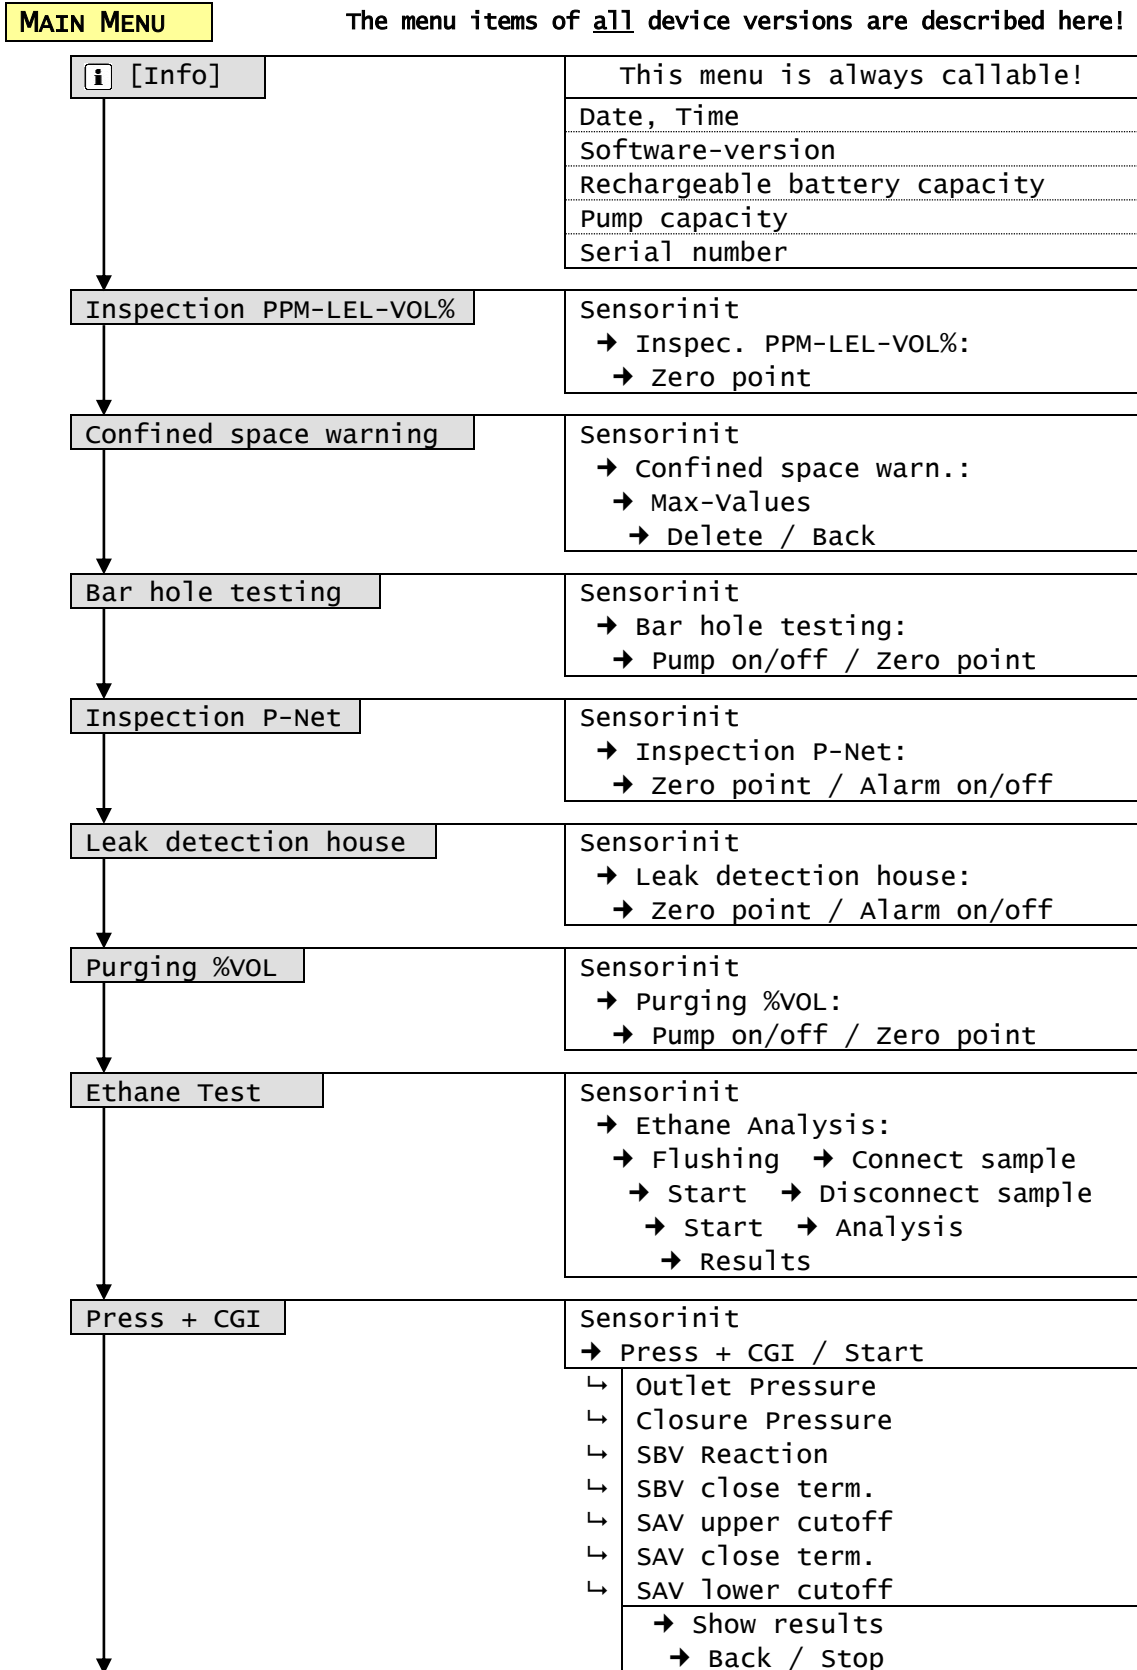 MAIN MENU
The menu items of all device versions are described here!
i [Info]
This menu is always callable!
Date, Time
Software-version
Rechargeable battery capacity
Pump capacity
Serial number
Inspection PPM-LEL-VOL%
Sensorinit
➔ Inspec. PPM-LEL-VOL%:
➔ Zero point
Confined space warning
Sensorinit
➔ Confined space warn.:
➔ Max-Values
➔ Delete / Back
Bar hole testing
Sensorinit
➔ Bar hole testing:
➔ Pump on/off / Zero point
Inspection P-Net
Sensorinit
➔ Inspection P-Net:
➔ Zero point / Alarm on/off
Leak detection house
Sensorinit
➔ Leak detection house:
➔ Zero point / Alarm on/off
Purging %VOL
Sensorinit
➔ Purging %VOL:
➔ Pump on/off / Zero point
Ethane Test
Sensorinit
➔ Ethane Analysis:
➔ Flushing ➔ Connect sample
➔ Start ➔ Disconnect sample
➔ Start ➔ Analysis
➔ Results
Press + CGI
Sensorinit
➔ Press + CGI / Start
↳ Outlet Pressure
↳ Closure Pressure
↳ SBV Reaction
↳ SBV close term.
↳ SAV upper cutoff
↳ SAV close term.
↳ SAV lower cutoff
➔ Show results
➔ Back / Stop